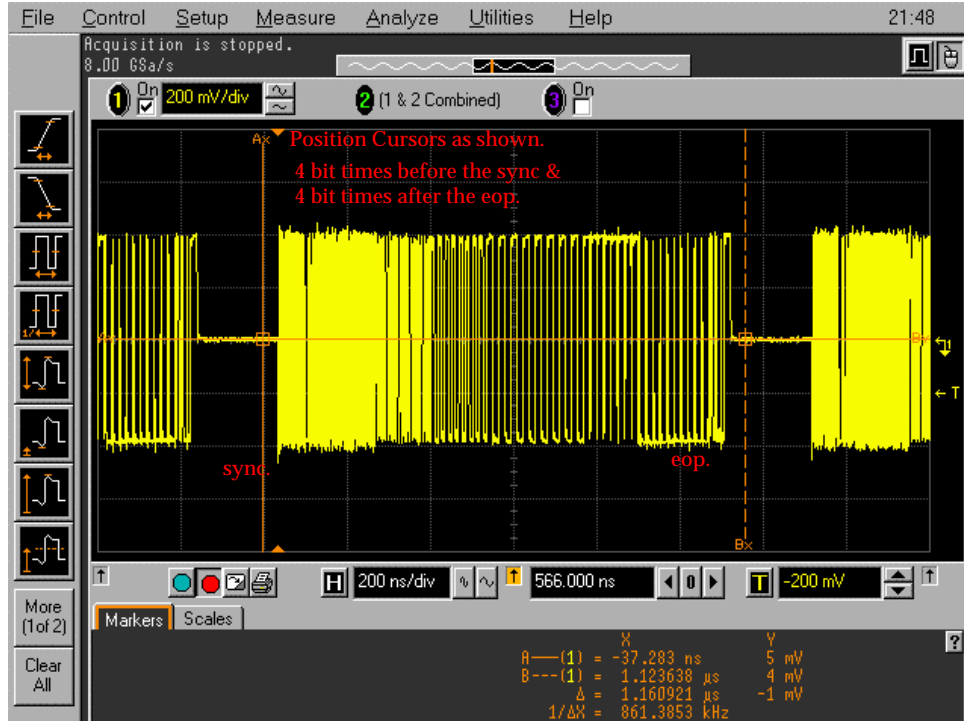 File Control Setup Measure Analyze Utilities Help 21:48
Acquisition is stopped.
8.00 GSa/s
1 On 200 mV/div 2 (1 & 2 Combined) 3 On
Ax Position Cursors as shown.
4 bit times before the sync &
4 bit times after the eop.
Ay By 1
T
sync. eop.
Bx
H 200 ns/div 566.000 ns 0 T -200 mV
More
(1of 2)
Clear
All
Markers Scales
X Y
A——(1) = -37.283 ns 5 mV
B---(1) = 1.123638 µs 4 mV
Δ = 1.160921 µs -1 mV
1/ΔX = 861.3853 kHz
?